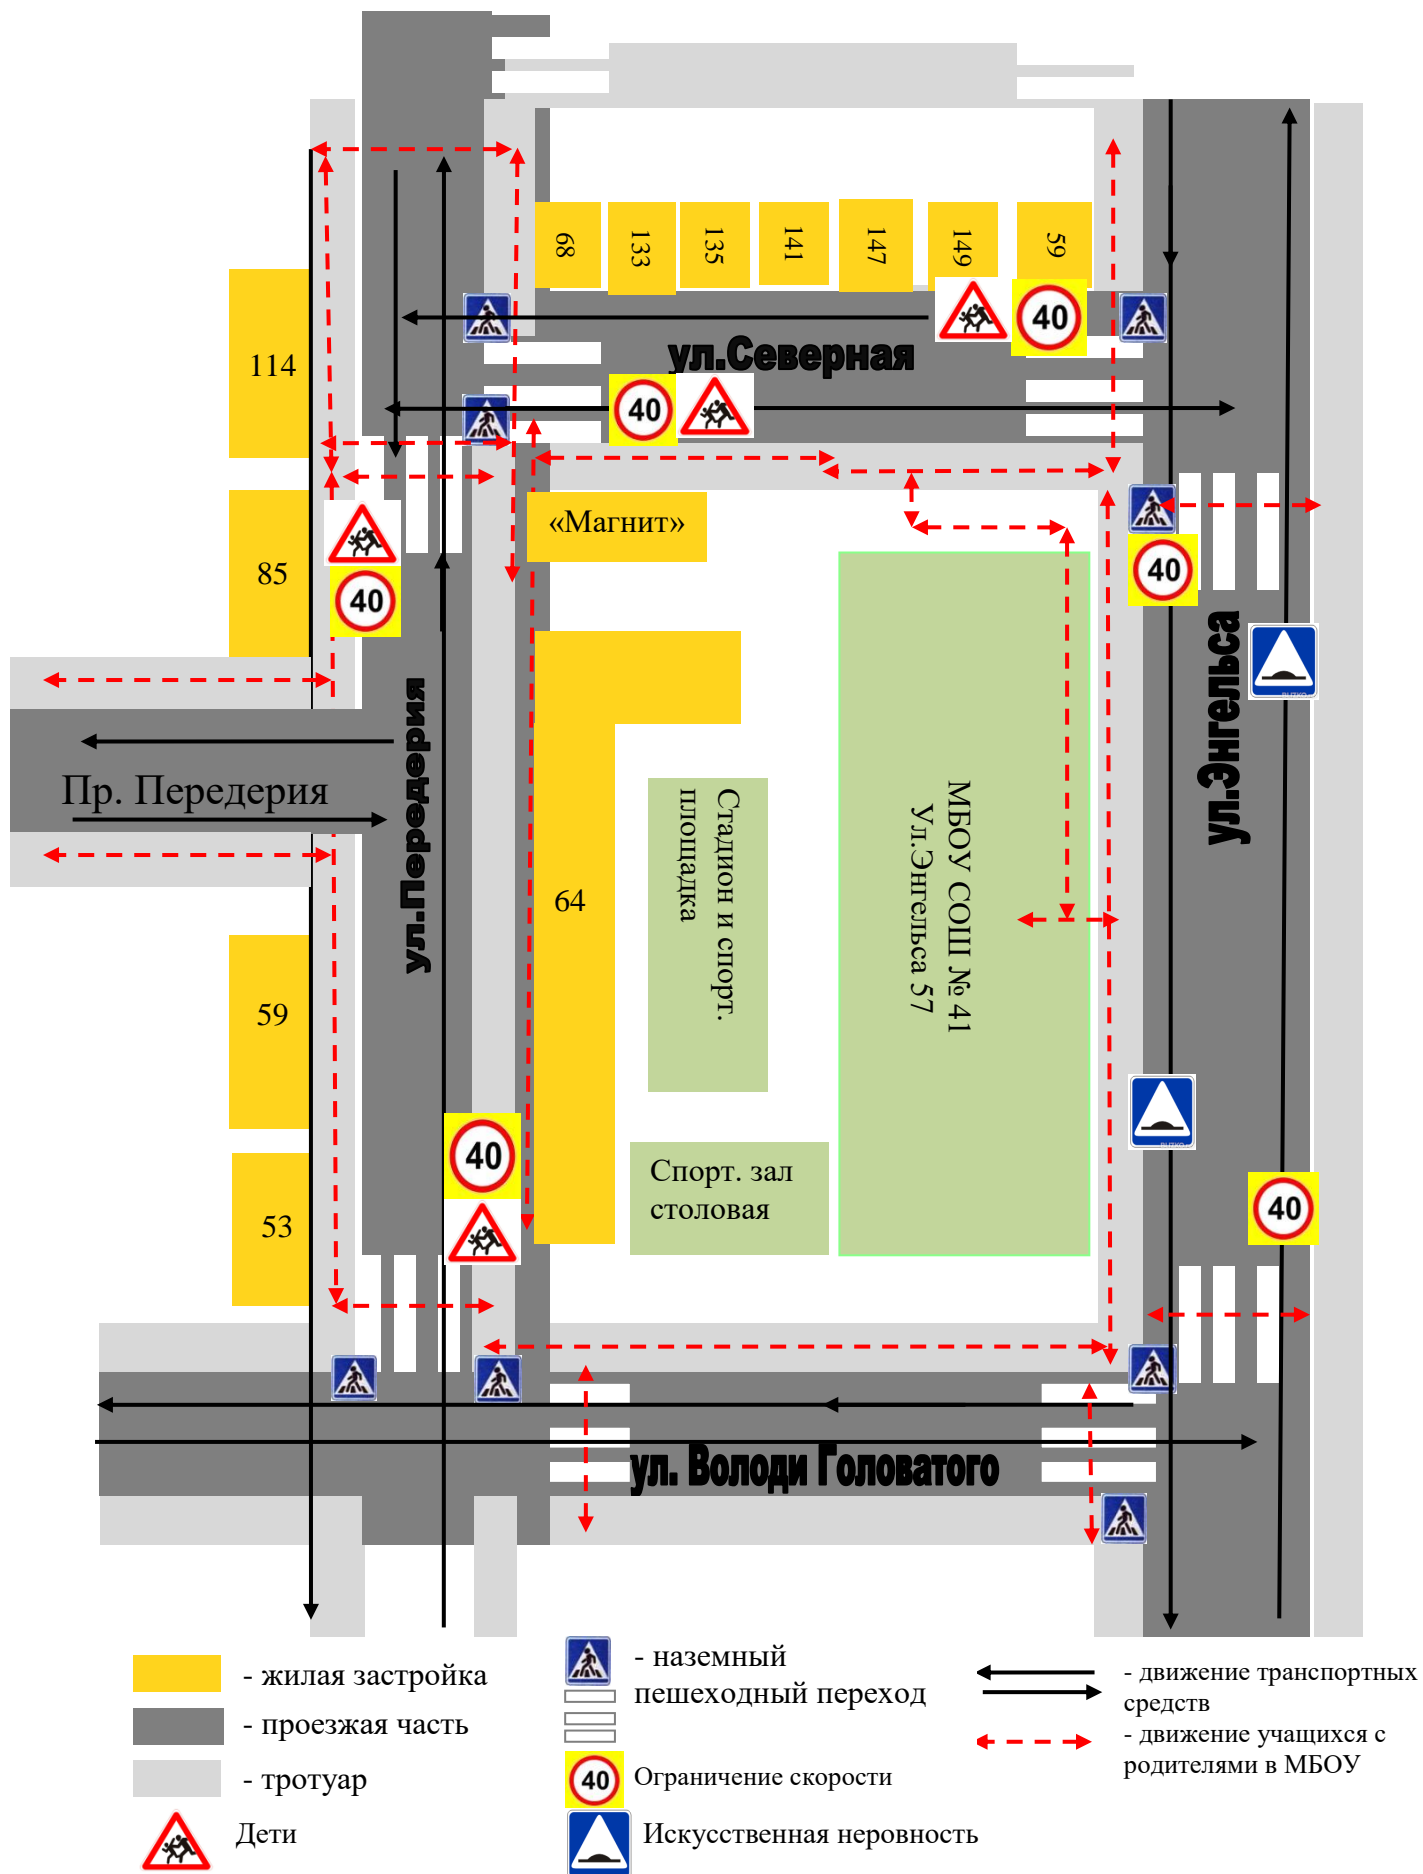 68
133
135
141
147
149
59
40
ул.Северная
40
114
«Магнит»
85
40
40
ул.Энгельса
Пр. Передерия
ул.Передерия
64
Стадион и спорт.
площадка
МБОУ СОШ № 41
Ул.Энгельса 57
59
53
40
Спорт. зал
столовая
40
ул. Володи Головатого
- жилая застройка
- проезжая часть
- тротуар
Дети
- наземный
пешеходный переход
40
Ограничение скорости
Искусственная неровность
- движение транспортных
средств
- движение учащихся с
родителями в МБОУ